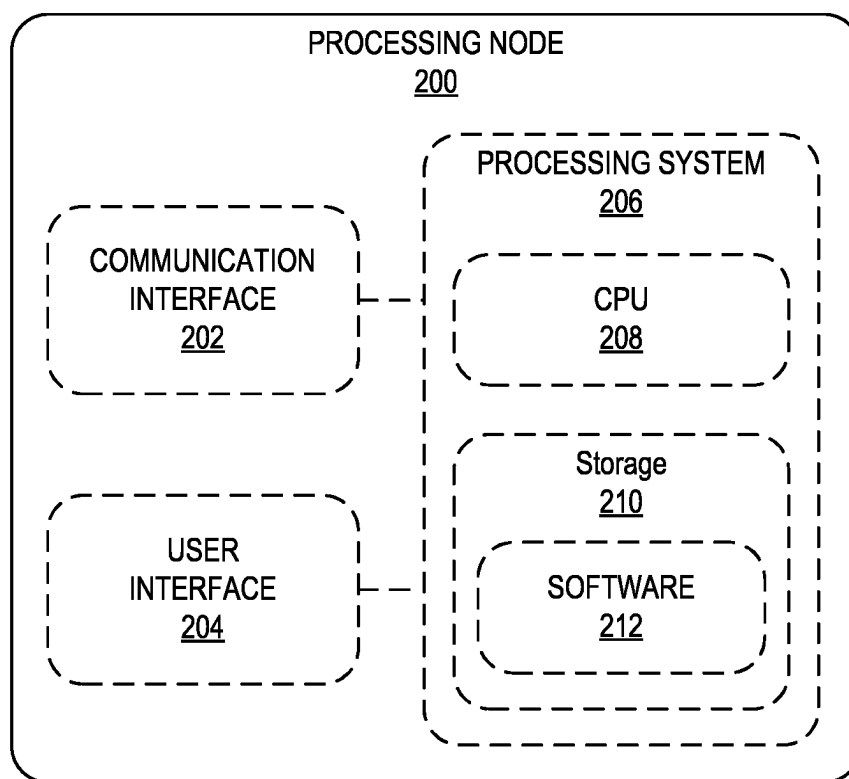 PROCESSING NODE
200
PROCESSING SYSTEM
206
COMMUNICATION
INTERFACE
202
CPU
208
Storage
210
USER
INTERFACE
204
SOFTWARE
212